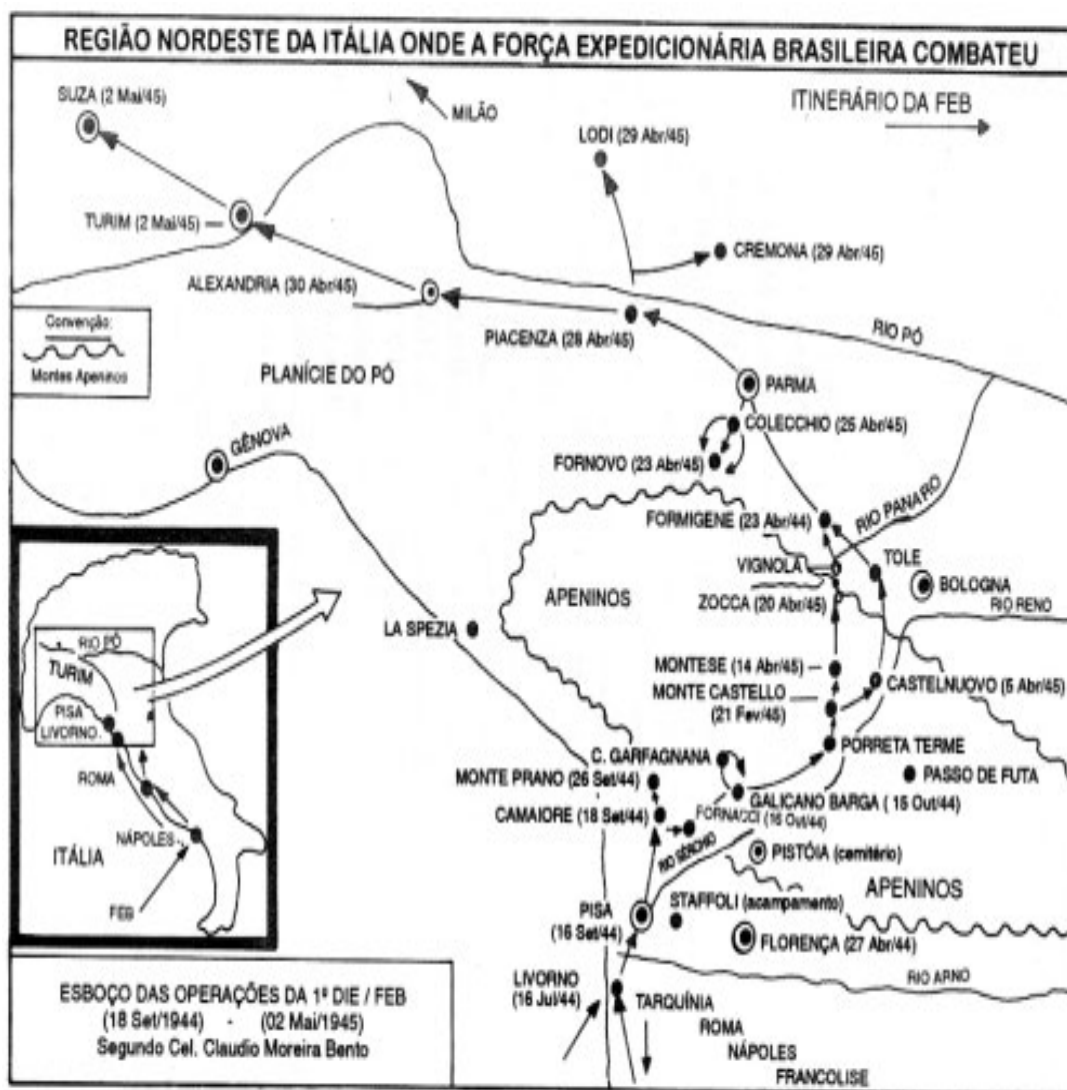 REGIÃO NORDESTE DA ITÁLIA ONDE A FORÇA EXPEDICIONÁRIA BRASILEIRA COMBATEU
SUZA (2 Mai/45)
MILÃO
ITINERÁRIO DA FEB
LODI (29 Abr/45)
TURIM (2 Mai/45)
CREMONA (29 Abr/45)
ALEXANDRIA (30 Abr/45)
PIACENZA (28 Abr/45)
RIO PÓ
Convenção:
Montes Apeninos
PLANÍCIE DO PÓ
PARMA
COLECCHIO (25 Abr/45)
GÊNOVA
FORNOVO (23 Abr/45)
RIO PANARO
FORMIGENE (23 Abr/44)
VIGNOLA
TOLE
BOLOGNA
APENINOS
ZOCCA (20 Abr/45)
RIO RENO
LA SPEZIA
MONTESE (14 Abr/45)
CASTELNUOVO (5 Abr/45)
MONTE CASTELLO
(21 Fev/45)
PORRETA TERME
C. GARFAGNANA
PASSO DE FUTA
MONTE PRANO (26 Set/44)
GALICANO BARGA ( 15 Out/44)
CAMAIORE (18 Set/44)
FORNACCI (16 Out/44)
RIO SÉRCHIO
PISTÓIA (cemitério)
APENINOS
STAFFOLI (acampamento)
PISA
(16 Set/44)
FLORENÇA (27 Abr/44)
RIO ARNO
LIVORNO
(16 Jul/44)
TARQUÍNIA
ROMA
NÁPOLES
FRANCOLISE
RIO PÓ
TURIM
PISA
LIVORNO
ROMA
NÁPOLES
ITÁLIA
FEB
ESBOÇO DAS OPERAÇÕES DA 1ª DIE / FEB
(18 Set/1944) - (02 Mai/1945)
Segundo Cel. Claudio Moreira Bento